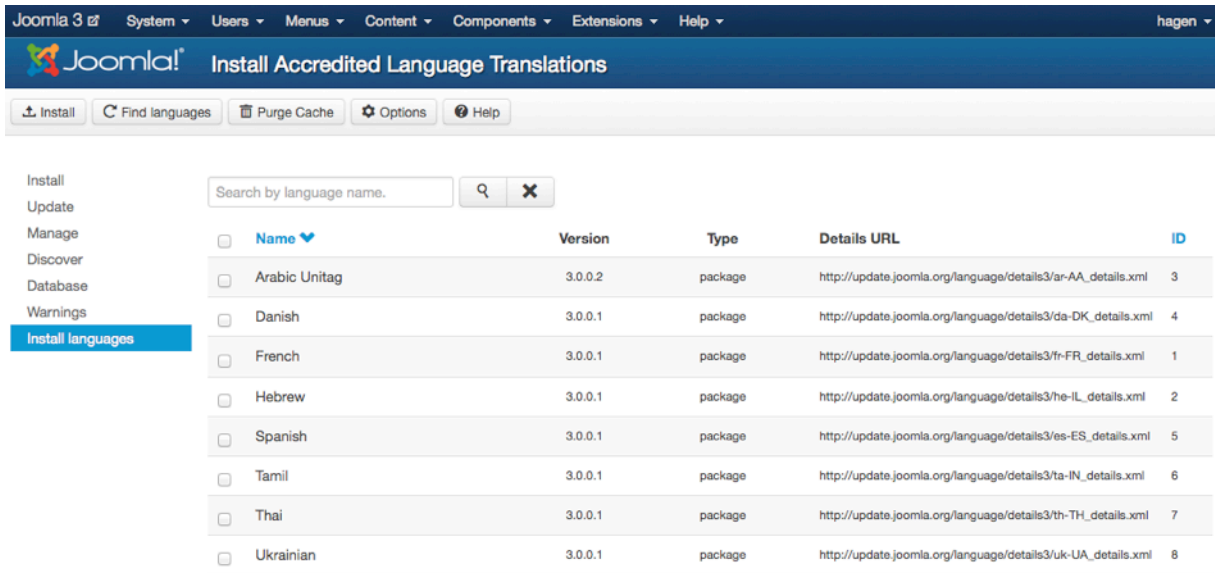 Joomla 3 System Users Menus Content Components Extensions Help hagen
Joomla!® Install Accredited Language Translations
Install Find languages Purge Cache Options Help
Install
Update
Manage
Discover
Database
Warnings
Install languages
Search by language name.
Name Version Type Details URL ID
Arabic Unitag 3.0.0.2 package http://update.joomla.org/language/details3/ar-AA_details.xml 3
Danish 3.0.0.1 package http://update.joomla.org/language/details3/da-DK_details.xml 4
French 3.0.0.1 package http://update.joomla.org/language/details3/fr-FR_details.xml 1
Hebrew 3.0.0.1 package http://update.joomla.org/language/details3/he-IL_details.xml 2
Spanish 3.0.0.1 package http://update.joomla.org/language/details3/es-ES_details.xml 5
Tamil 3.0.0.1 package http://update.joomla.org/language/details3/ta-IN_details.xml 6
Thai 3.0.0.1 package http://update.joomla.org/language/details3/th-TH_details.xml 7
Ukrainian 3.0.0.1 package http://update.joomla.org/language/details3/uk-UA_details.xml 8